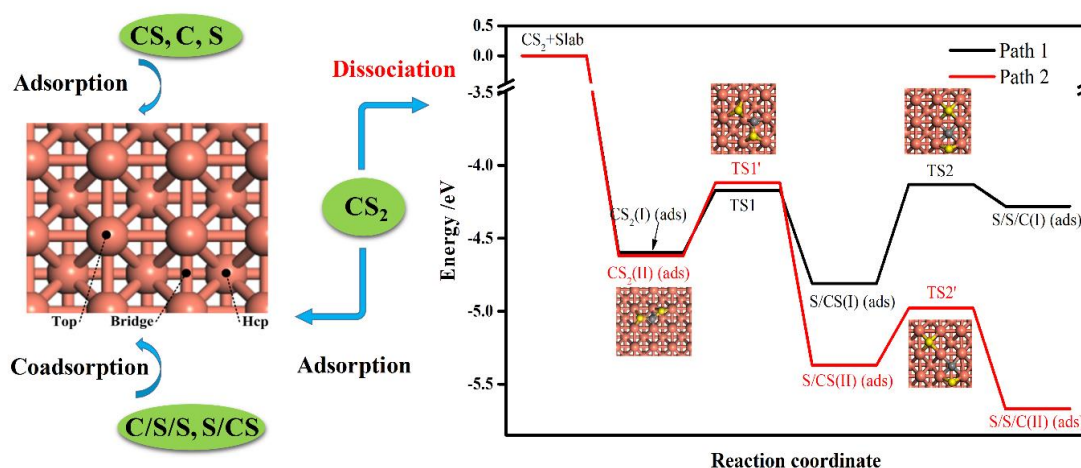 CS, C, S
Adsorption
Top
Bridge
Hcp
Coadsorption
C/S/S, S/CS
Dissociation
CS₂
Adsorption
0.5
0.0
-3.5
-4.0
-4.5
-5.0
-5.5
Energy /eV
CS₂+Slab
Path 1
Path 2
TS1'
TS1
TS2
CS₂(I) (ads)
S/S/C(I) (ads)
CS₂(II) (ads)
S/CS(I) (ads)
TS2'
S/CS(II) (ads)
S/S/C(II) (ads)
Reaction coordinate